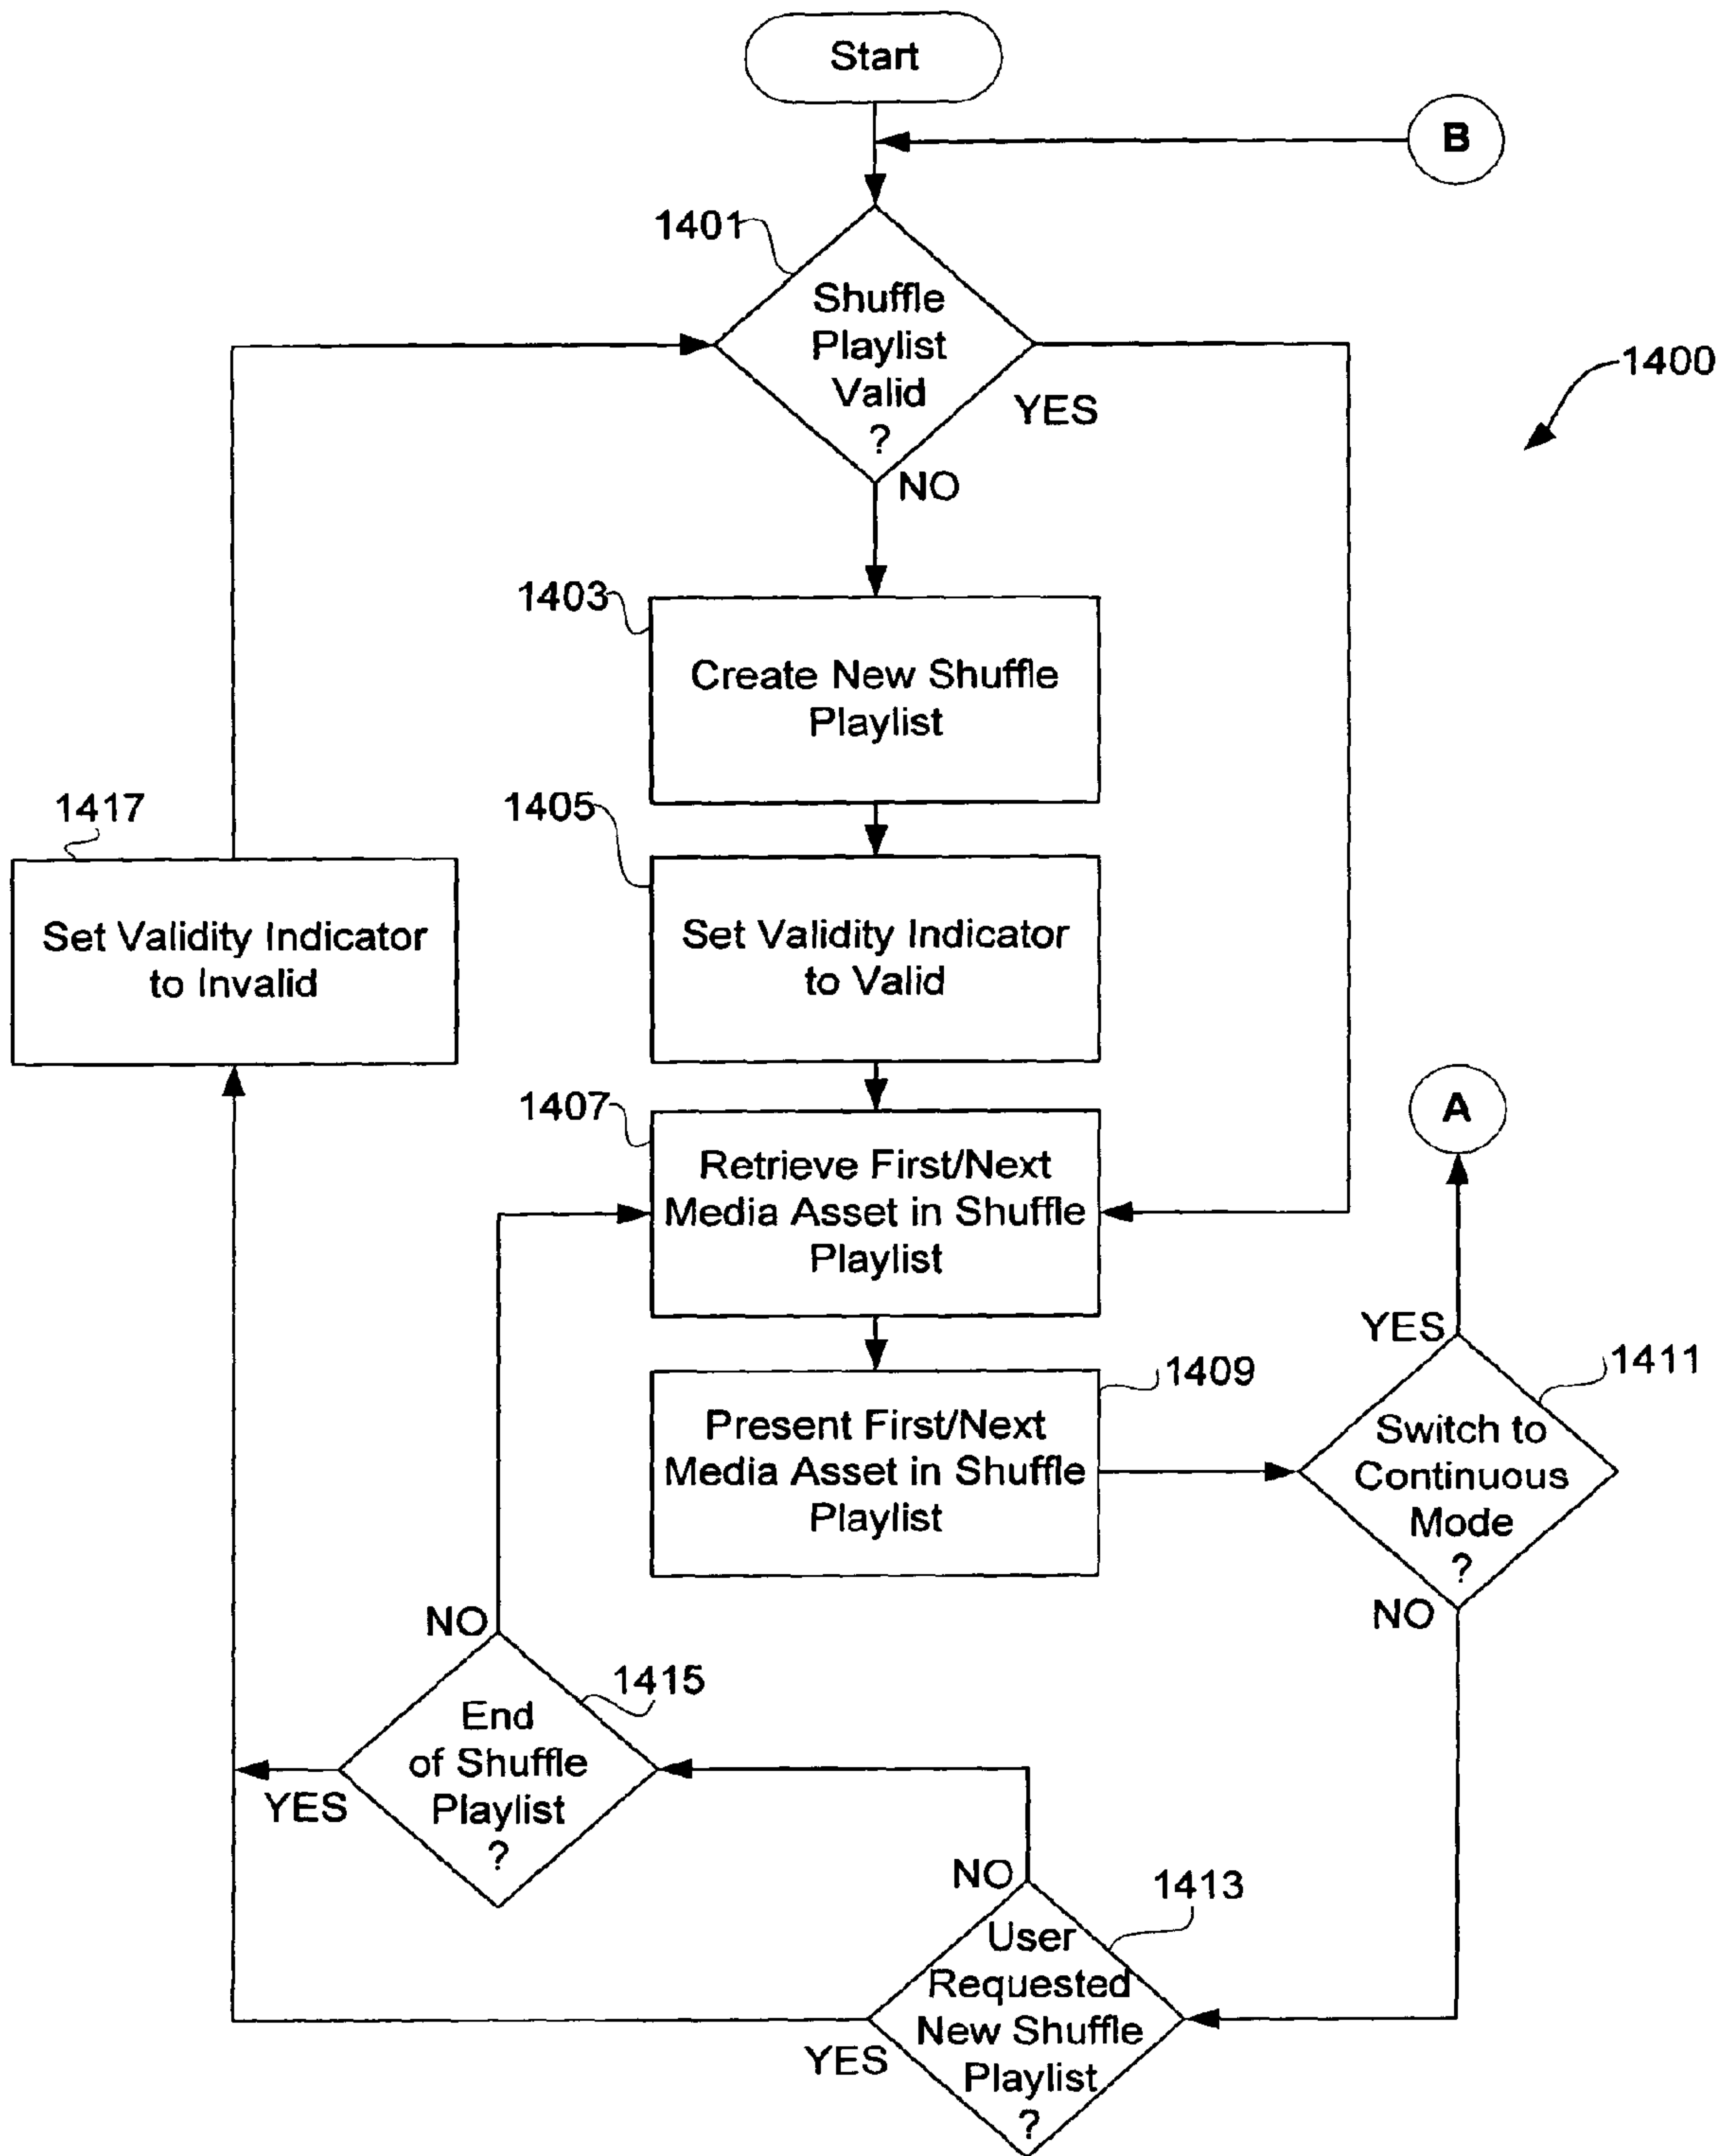 Start
B
1401
Shuffle
Playlist
Valid
?
YES
NO
1400
1403
Create New Shuffle
Playlist
1417
1405
Set Validity Indicator
to Invalid
Set Validity Indicator
to Valid
1407
A
Retrieve First/Next
Media Asset in Shuffle
Playlist
YES
1411
1409
Present First/Next
Media Asset in Shuffle
Playlist
Switch to
Continuous
Mode
?
NO
NO
1415
End
of Shuffle
Playlist
?
YES
NO
1413
User
Requested
New Shuffle
Playlist
?
YES